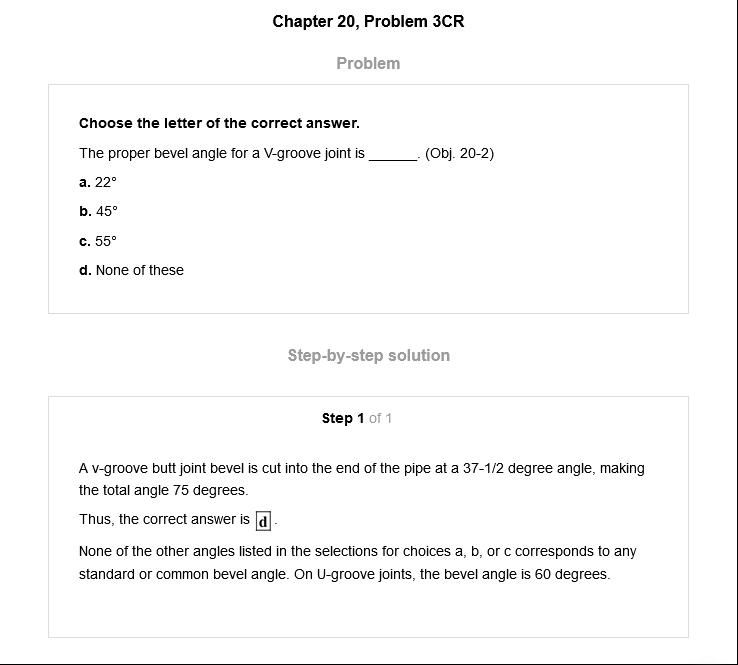 Chapter 20, Problem 3CR
Problem
Choose the letter of the correct answer.
The proper bevel angle for a V-groove joint is ______. (Obj. 20-2)
a. 22°
b. 45°
c. 55°
d. None of these
Step-by-step solution
Step 1 of 1
A v-groove butt joint bevel is cut into the end of the pipe at a 37-1/2 degree angle, making
the total angle 75 degrees.
Thus, the correct answer is d.
None of the other angles listed in the selections for choices a, b, or c corresponds to any
standard or common bevel angle. On U-groove joints, the bevel angle is 60 degrees.